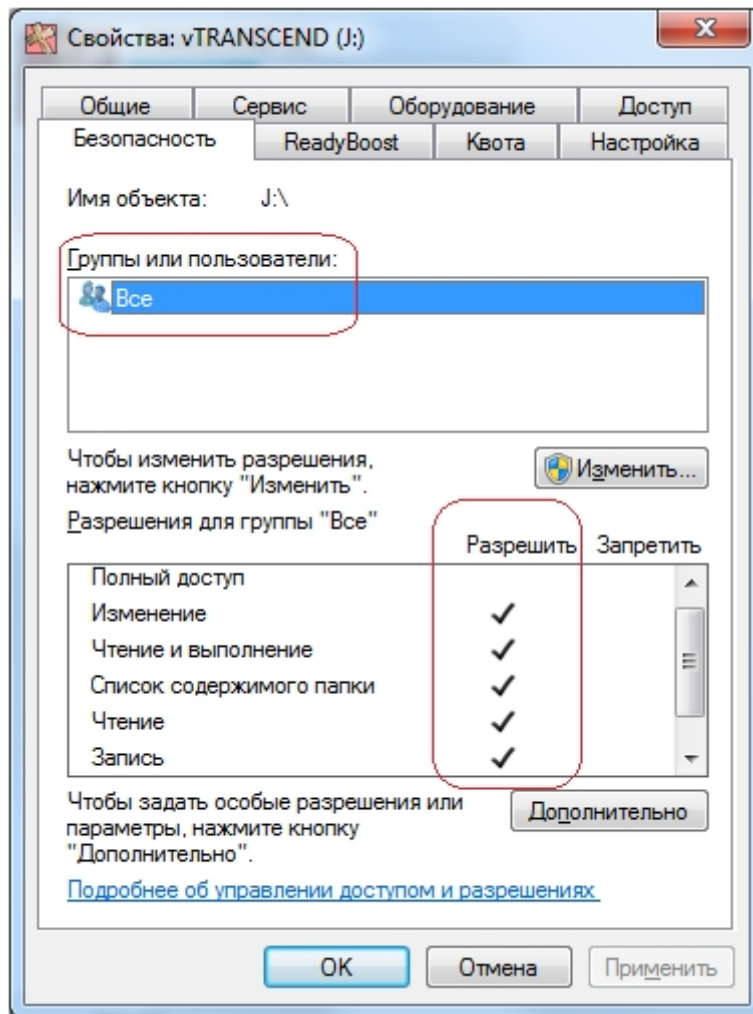 Свойства: vTRANSCEND (J:)
Общие Сервис Оборудование Доступ
Безопасность ReadyBoost Квота Настройка
Имя объекта: J:\
Группы или пользователи:
Все
Чтобы изменить разрешения,
нажмите кнопку "Изменить".
Изменить...
Разрешения для группы "Все"
Разрешить Запретить
Полный доступ
Изменение
Чтение и выполнение
Список содержимого папки
Чтение
Запись
Чтобы задать особые разрешения или
параметры, нажмите кнопку
"Дополнительно".
Дополнительно
Подробнее об управлении доступом и разрешениях
OK Отмена Применить